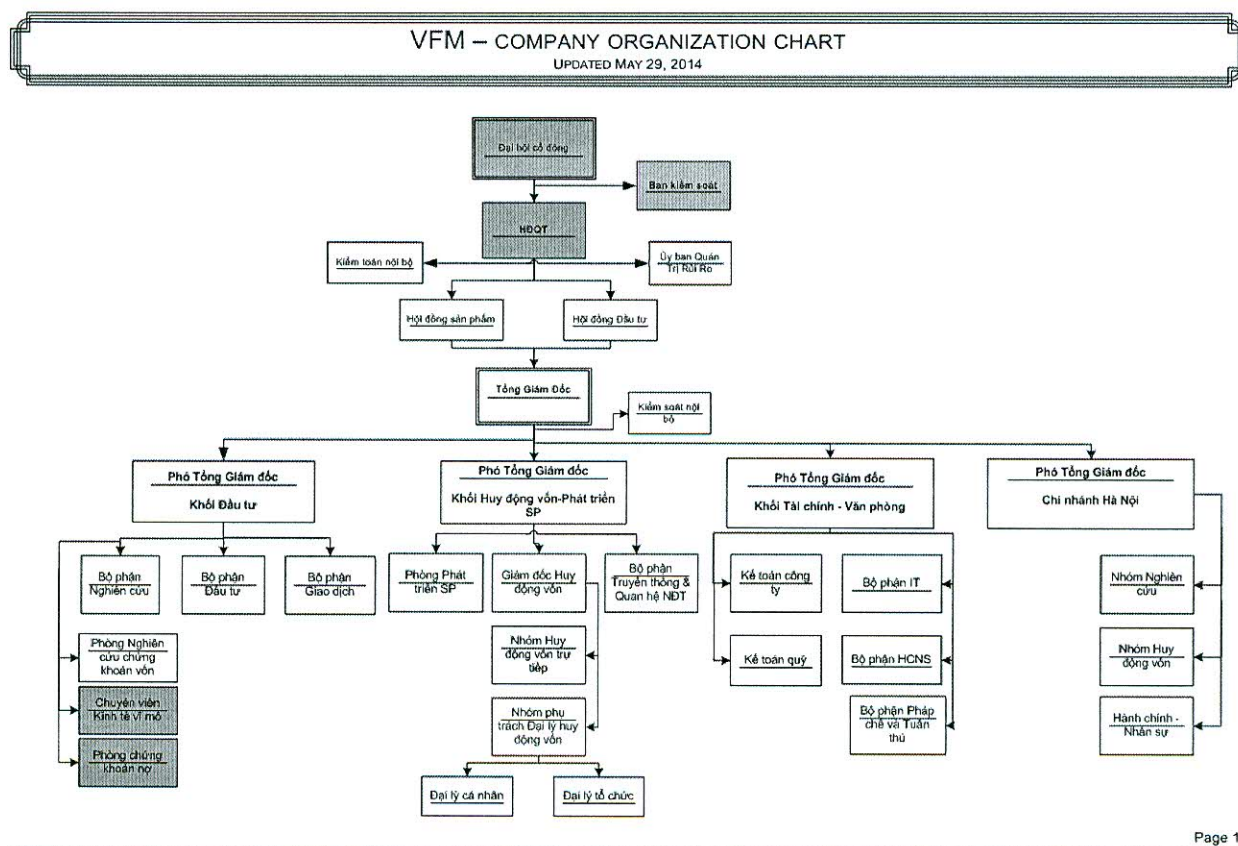 VFM – COMPANY ORGANIZATION CHART
UPDATED MAY 29, 2014
Đại hội cổ đông
Ban kiểm soát
HĐQT
Kiểm toán nội bộ
Ủy ban Quản
Trị Rủi Ro
Hội đồng sản phẩm
Hội đồng Đầu tư
Tổng Giám Đốc
Kiểm soát nội
bộ
Phó Tổng Giám đốc
Khối Đầu tư
Phó Tổng Giám đốc
Khối Huy động vốn-Phát triển
SP
Phó Tổng Giám đốc
Khối Tài chính - Văn phòng
Phó Tổng Giám đốc
Chi nhánh Hà Nội
Bộ phận
Nghiên cứu
Bộ phận
Đầu tư
Bộ phận
Giao dịch
Phòng Phát
triển SP
Giám đốc Huy
động vốn
Bộ phận
Truyền thông &
Quan hệ NĐT
Kế toán công
ty
Bộ phận IT
Nhóm Nghiên
cứu
Phòng Nghiên
cứu chứng
khoán vốn
Nhóm Huy
động vốn trự
tiếp
Kế toán quỹ
Bộ phận HCNS
Nhóm Huy
động vốn
Chuyên viên
Kinh tế vĩ mô
Nhóm phụ
trách Đại lý huy
động vốn
Bộ phận Pháp
chế và Tuân
thủ
Hành chính -
Nhân sự
Phòng chứng
khoán nợ
Đại lý cá nhân
Đại lý tổ chức
Page 1